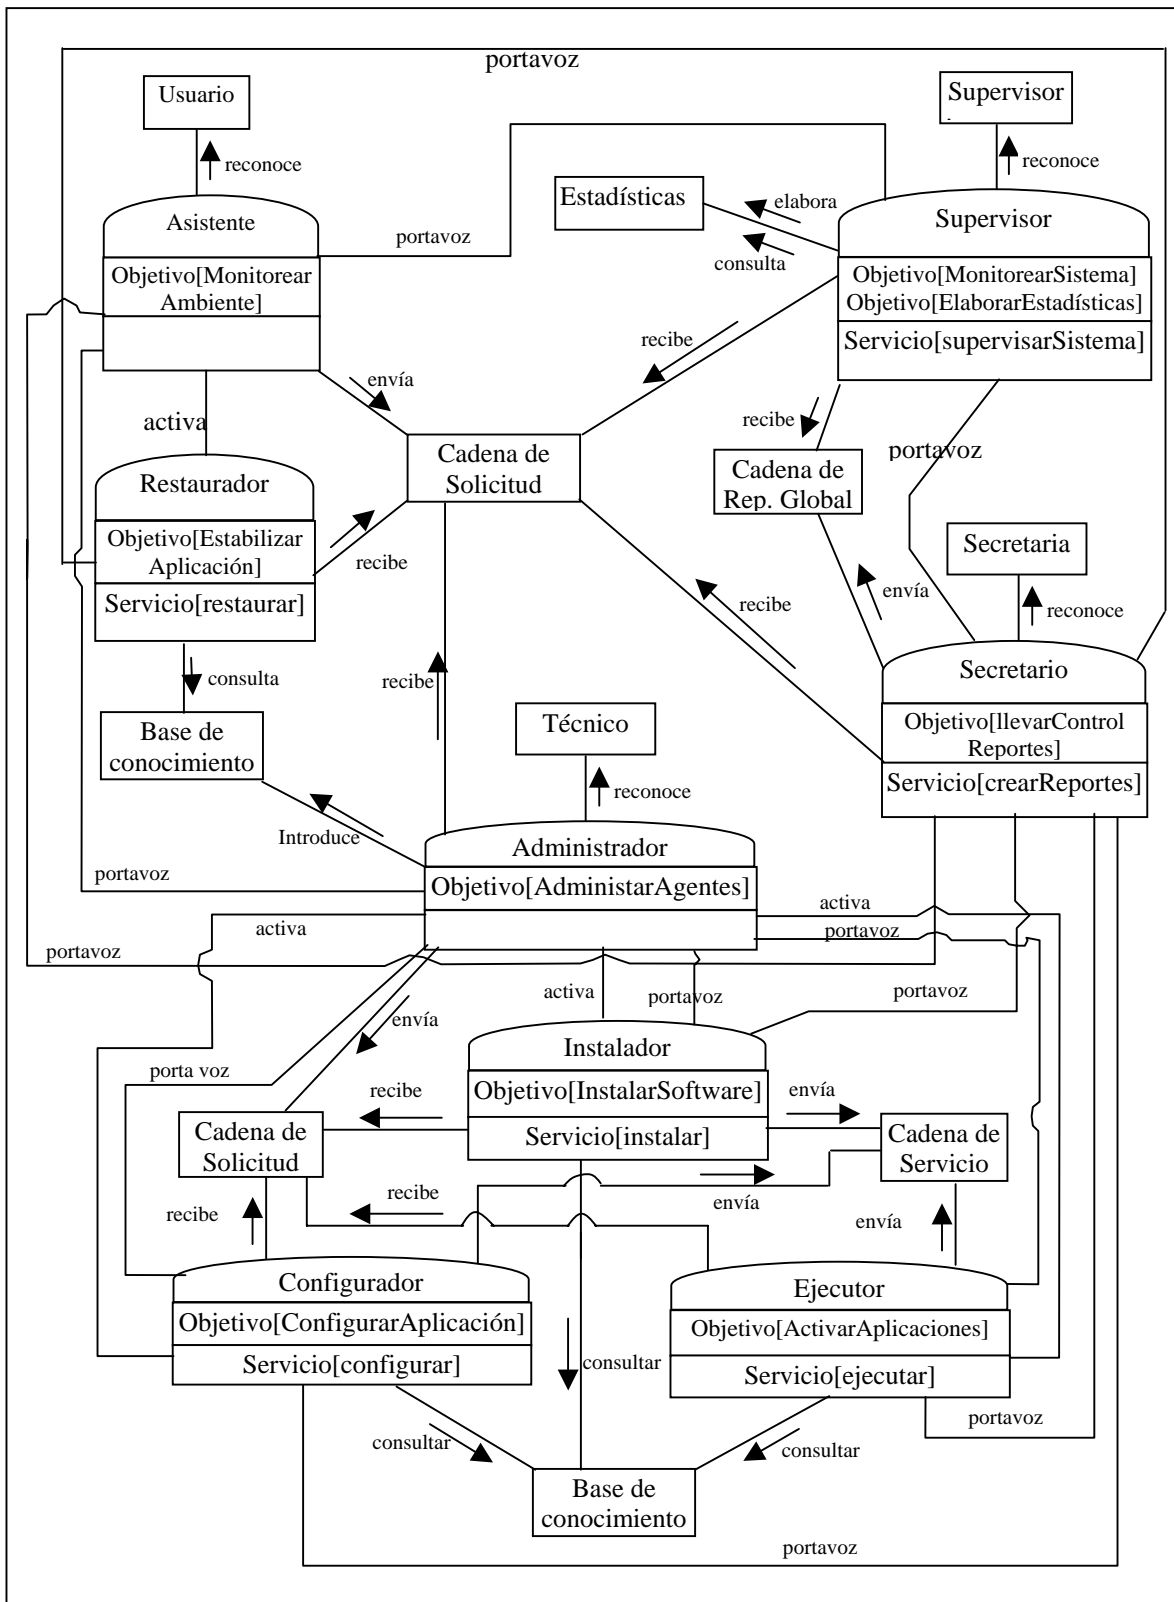 portavoz
Usuario
Supervisor
reconoce
reconoce
Estadísticas
elabora
consulta
Asistente
Objetivo[Monitorear
Ambiente]
portavoz
Supervisor
Objetivo[MonitorearSistema]
Objetivo[ElaborarEstadísticas]
Servicio[supervisarSistema]
recibe
envía
activa
Cadena de
Solicitud
recibe
Cadena de
Rep. Global
portavoz
Restaurador
Objetivo[Estabilizar
Aplicación]
Servicio[restaurar]
recibe
Secretaria
envía
recibe
reconoce
consulta
recibe
Secretario
Objetivo[llevarControl
Reportes]
Servicio[crearReportes]
Base de
conocimiento
Técnico
reconoce
Introduce
Administrador
Objetivo[AdministarAgentes]
portavoz
activa
activa
portavoz
portavoz
activa
portavoz
portavoz
envía
porta voz
Instalador
Objetivo[InstalarSoftware]
Servicio[instalar]
recibe
envía
Cadena de
Solicitud
Cadena de
Servicio
recibe
recibe
envía
envía
Configurador
Objetivo[ConfigurarAplicación]
Servicio[configurar]
Ejecutor
Objetivo[ActivarAplicaciones]
Servicio[ejecutar]
consultar
portavoz
consultar
consultar
Base de
conocimiento
portavoz